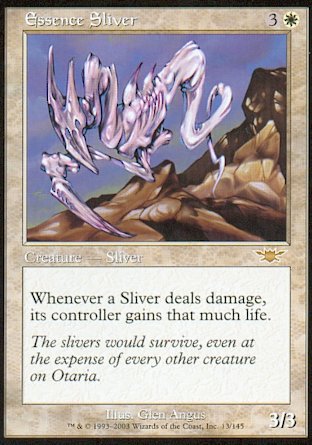 Essence Sliver 3
Creature — Sliver
Whenever a Sliver deals damage,
its controller gains that much life.
The slivers would survive, even at
the expense of every other creature
on Otaria.
Illus. Glen Angus
™ & © 1993-2003 Wizards of the Coast, Inc. 13/145
3/3